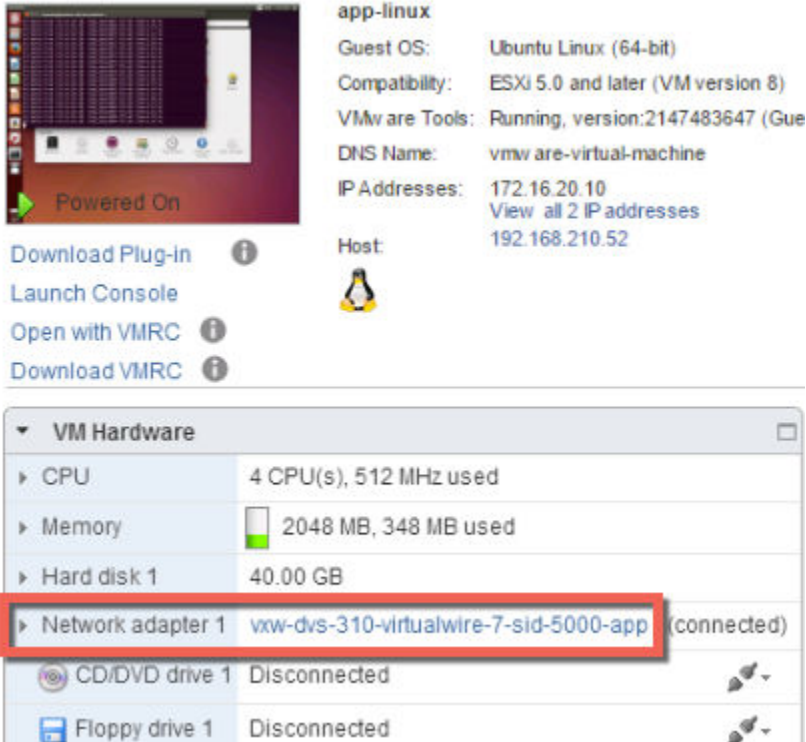 app-linux
Guest OS: Ubuntu Linux (64-bit)
Compatibility: ESXi 5.0 and later (VM version 8)
VMware Tools: Running, version:2147483647 (Gue
DNS Name: vmware-virtual-machine
IP Addresses: 172.16.20.10
View all 2 IP addresses
Host: 192.168.210.52
Powered On
Download Plug-in
Launch Console
Open with VMRC
Download VMRC
VM Hardware
CPU 4 CPU(s), 512 MHz used
Memory 2048 MB, 348 MB used
Hard disk 1 40.00 GB
Network adapter 1 vxw-dvs-310-virtualwire-7-sid-5000-app (connected)
CD/DVD drive 1 Disconnected
Floppy drive 1 Disconnected